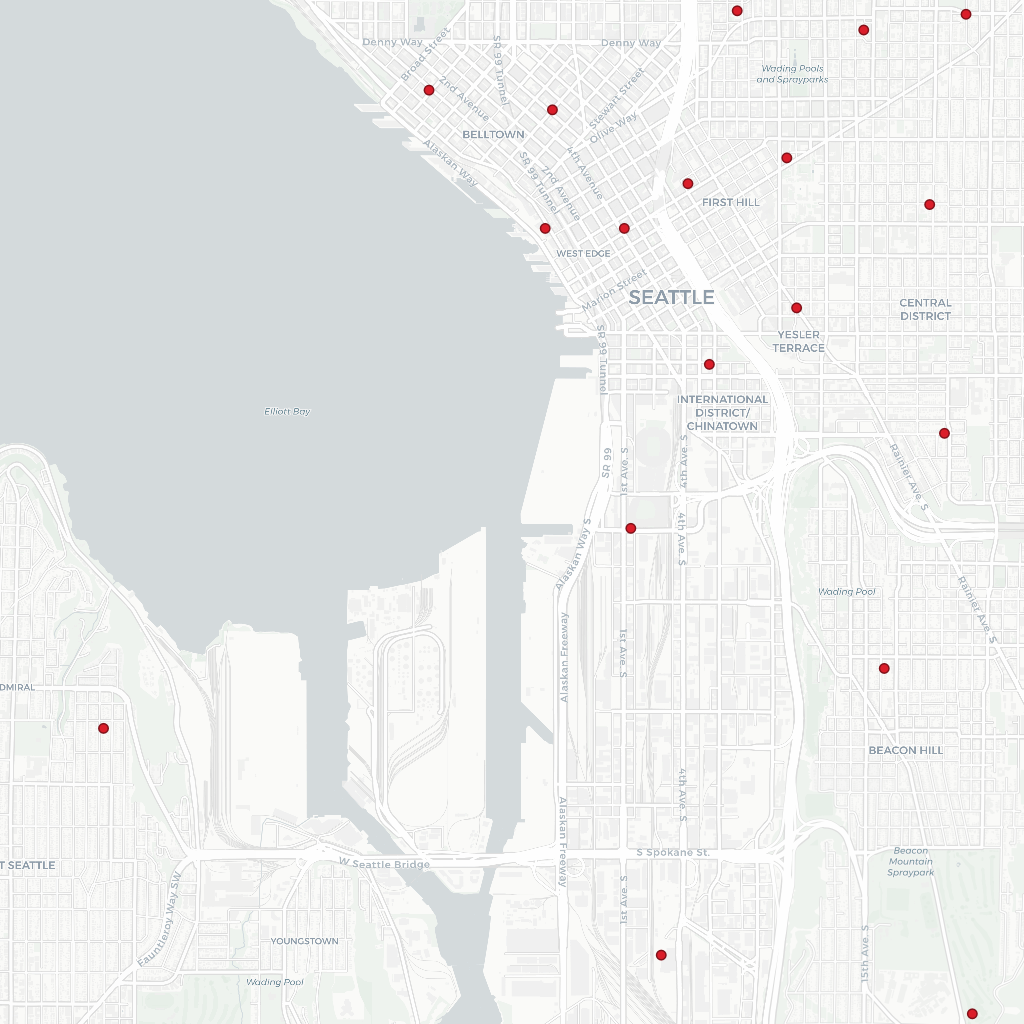 Denny Way
Broad Street
SR 99 Tunnel
Denny Way
Wading Pools
and Sprayparks
2nd Avenue
Stewart Street
Olive Way
BELLTOWN
Alaskan Way
SR 99 Tunnel
4th Avenue
2nd Avenue
FIRST HILL
WEST EDGE
Marion Street
SEATTLE
CENTRAL
DISTRICT
YESLER
TERRACE
SR 99 Tunnel
INTERNATIONAL
DISTRICT/
CHINATOWN
Elliott Bay
SR 99
1st Ave. S
4th Ave. S
Rainier Ave. S
Alaskan Way S
4th Ave. S
Wading Pool
Rainier Ave. S
Alaskan Freeway
1st Ave. S
DMIRAL
BEACON HILL
4th Ave. S
Alaskan Freeway
S Spokane St.
W Seattle Bridge
Beacon
Mountain
Spraypark
T SEATTLE
Fauntleroy Way SW
1st Ave. S
15th Ave. S
YOUNGSTOWN
Wading Pool